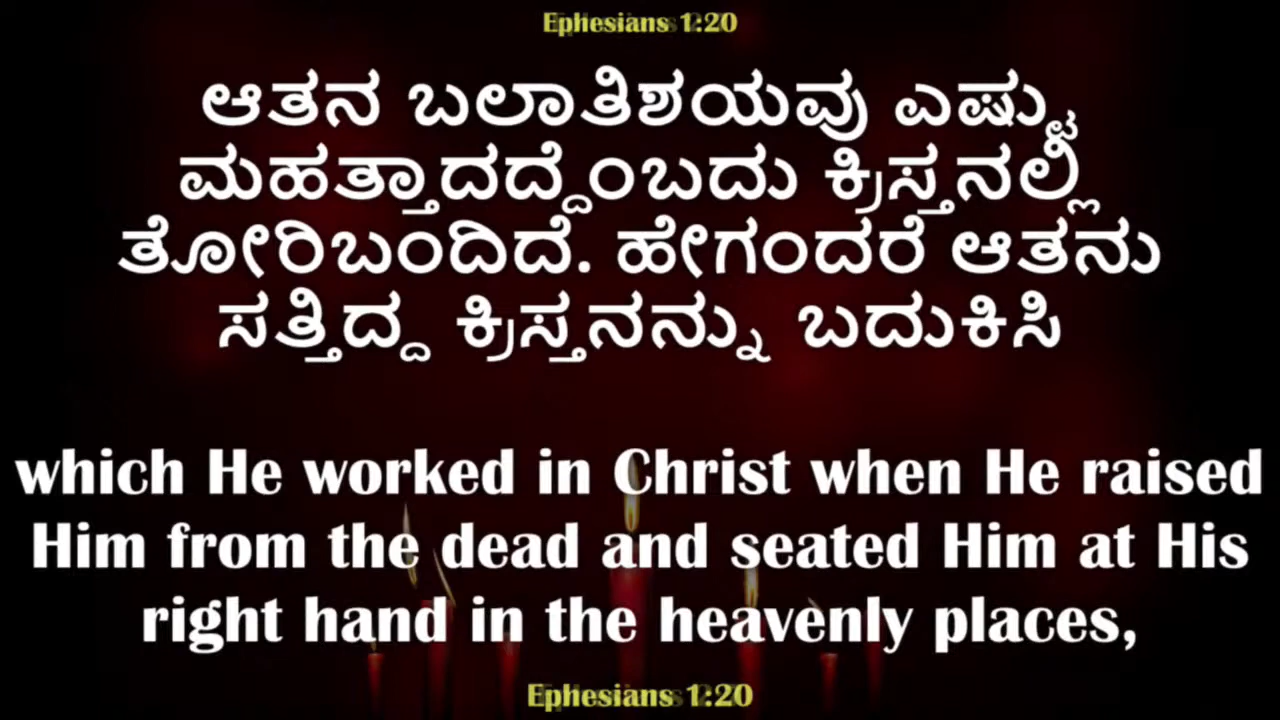 Ephesians 1:20
ಆತನ ಬಲಾತಿಶಯವು ಎಷ್ಟು
ಮಹತ್ತಾದದ್ದೆಂಬದು ಕ್ರಿಸ್ತನಲ್ಲಿ
ತೋರಿಬಂದಿದೆ. ಹೇಗಂದರೆ ಆತನು
ಸತ್ತಿದ್ದ ಕ್ರಿಸ್ತನನ್ನು ಬದುಕಿಸಿ
which He worked in Christ when He raised
Him from the dead and seated Him at His
right hand in the heavenly places,
Ephesians 1:20